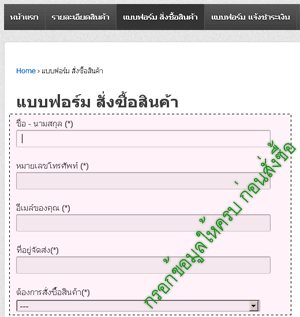 หน้าแรก รายละเอียดสินค้า แบบฟอร์ม สั่งซื้อสินค้า แบบฟอร์ม แจ้งชำระเงิน
Home › แบบฟอร์ม สั่งซื้อสินค้า
แบบฟอร์ม สั่งซื้อสินค้า
ชื่อ - นามสกุล (*)
หมายเลขโทรศัพท์ (*)
อีเมล์ของคุณ (*)
ที่อยู่จัดส่ง(*)
ต้องการสั่งซื้อสินค้า(*)
---
กรอกข้อมูลให้ครบ ก่อนสั่งซื้อ